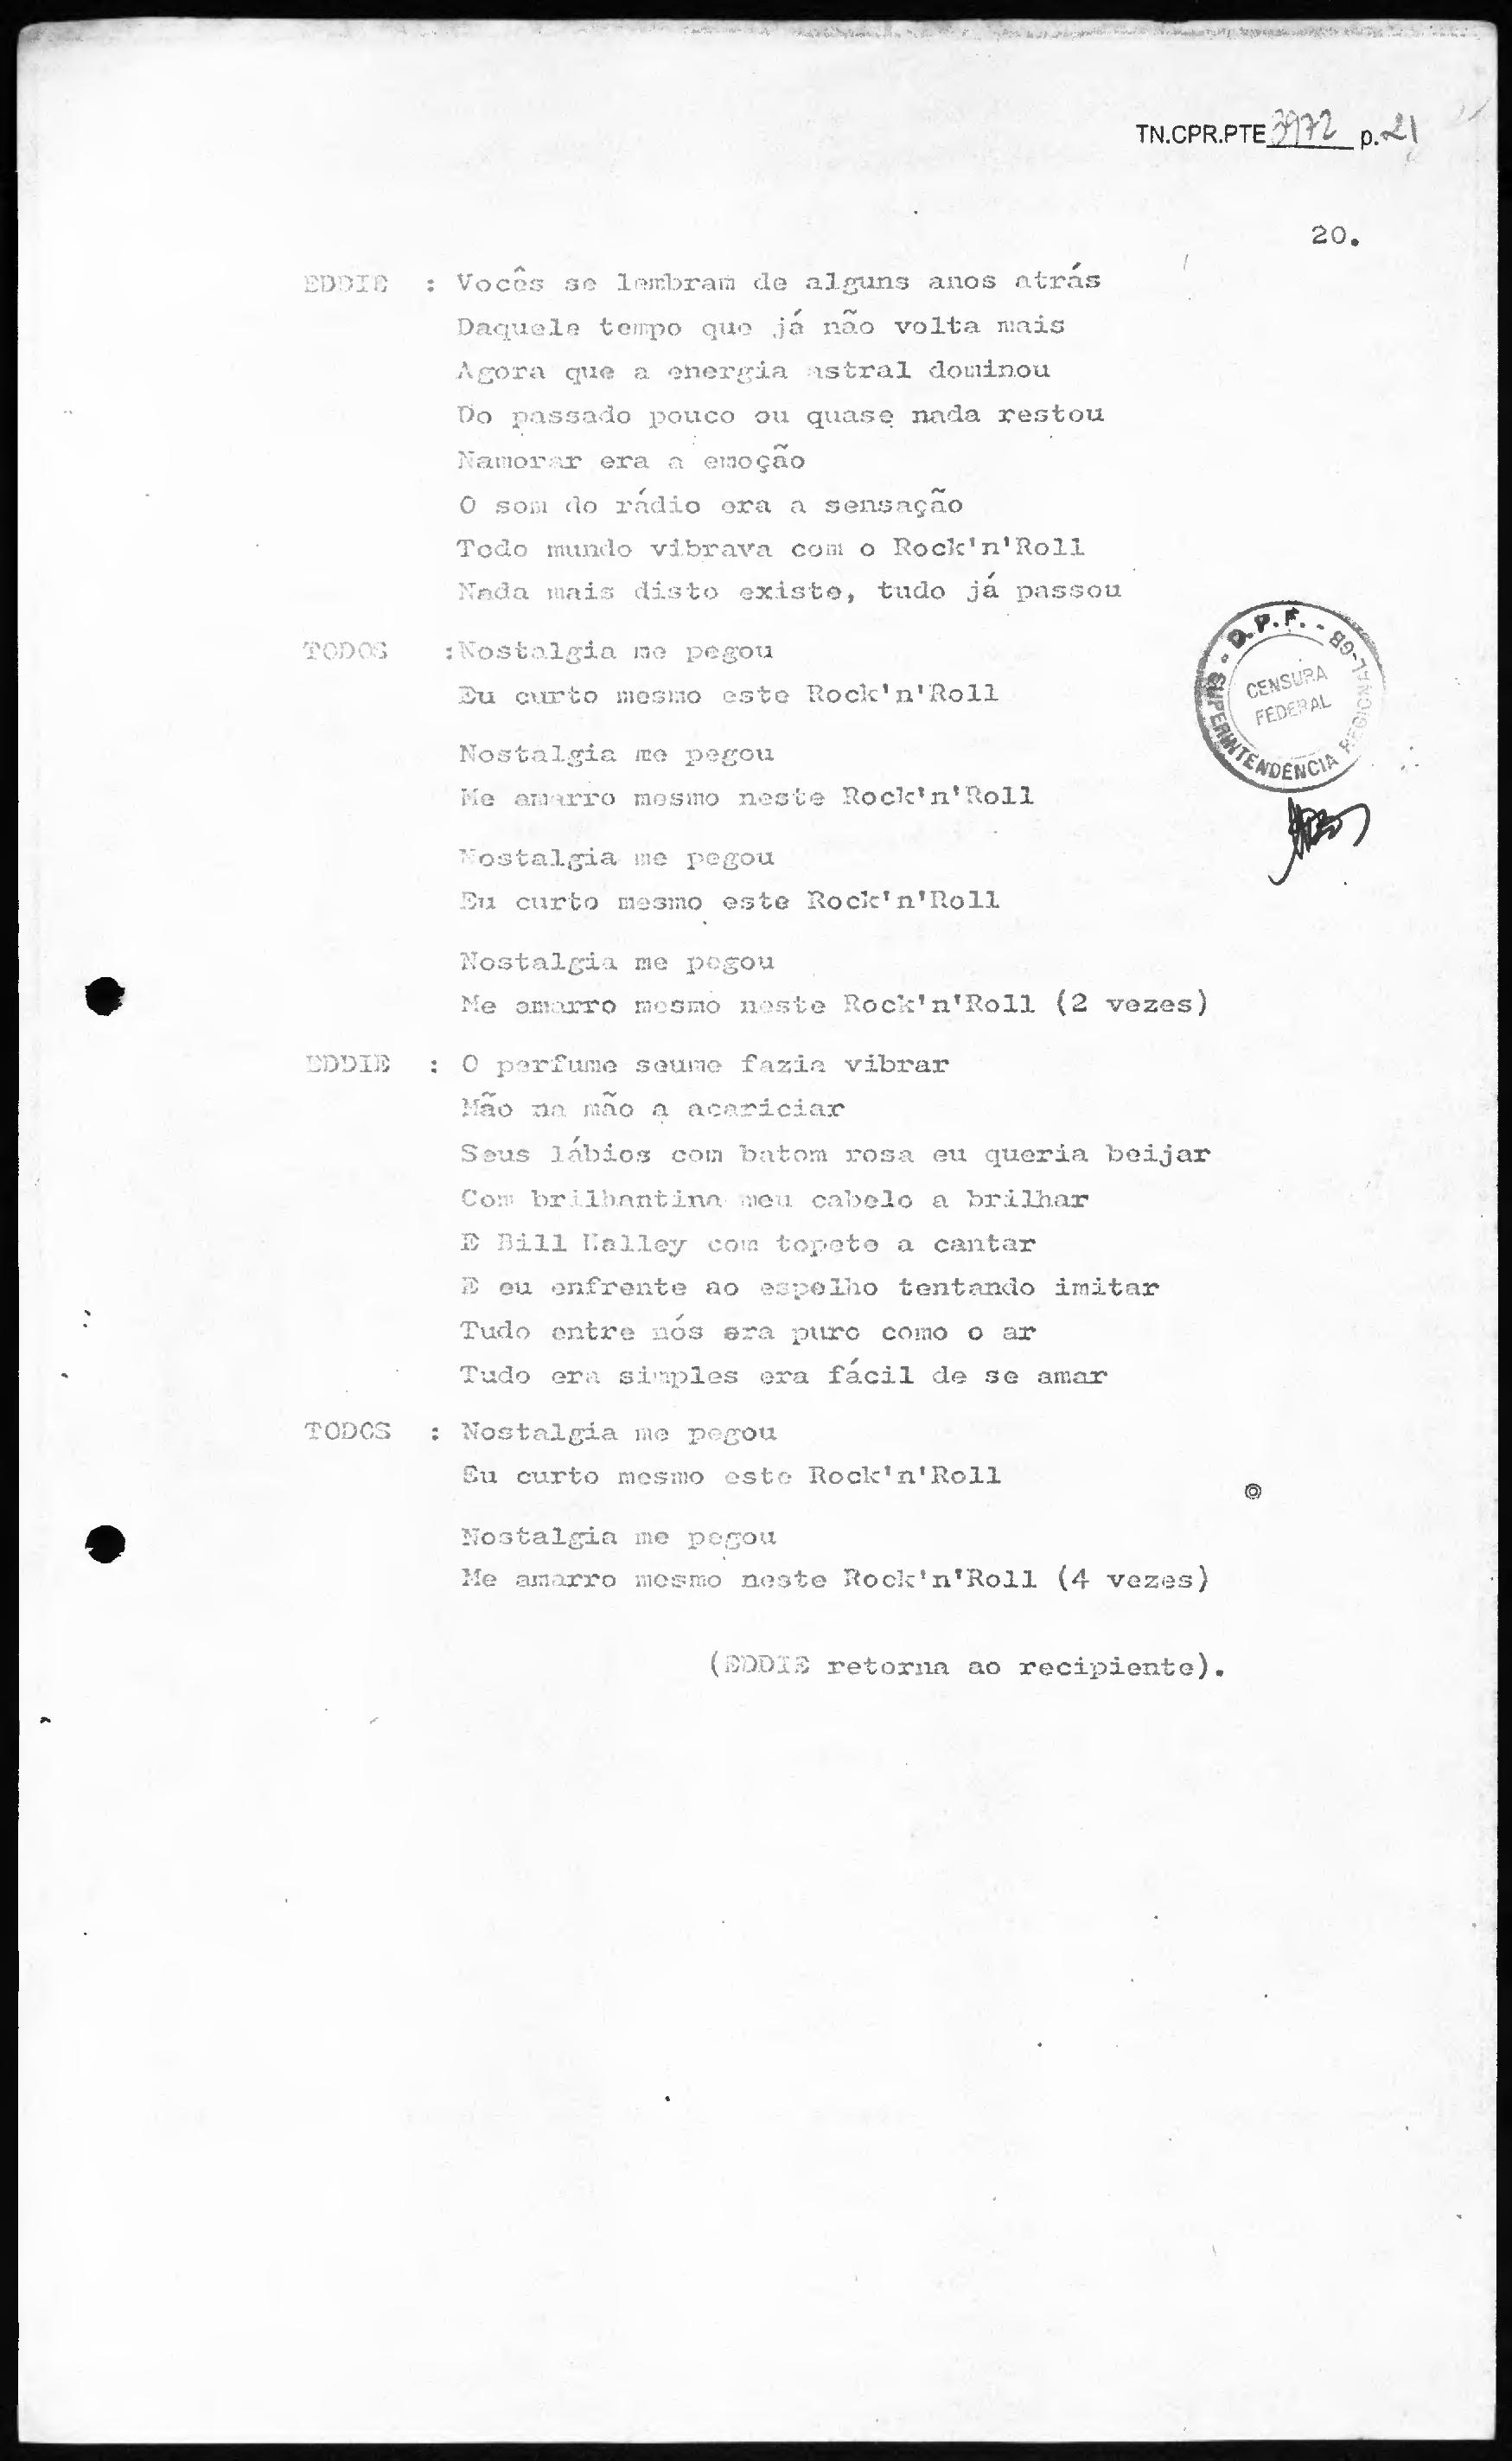 TN.CPR.PTE 3972 p.21
20.
EDDIE : Vocês se lembram de alguns anos atrás
Daquele tempo que já não volta mais
Agora que a energia astral dominou
Do passado pouco ou quase nada restou
Namorar era a emoção
O som do rádio era a sensação
Todo mundo vibrava com o Rock'n'Roll
Nada mais disto existe, tudo já passou
TODOS :Nostalgia me pegou
Eu curto mesmo este Rock'n'Roll
Nostalgia me pegou
Me amarro mesmo neste Rock'n'Roll
Nostalgia me pegou
Eu curto mesmo este Rock'n'Roll
Nostalgia me pegou
Me amarro mesmo neste Rock'n'Roll (2 vezes)
EDDIE : O perfume seume fazia vibrar
Mão na mão a acariciar
Seus lábios com batom rosa eu queria beijar
Com brilhantina meu cabelo a brilhar
E Bill Halley com topete a cantar
E eu enfrente ao espelho tentando imitar
Tudo entre nós era puro como o ar
Tudo era simples era fácil de se amar
TODOS : Nostalgia me pegou
Eu curto mesmo este Rock'n'Roll
Nostalgia me pegou
Me amarro mesmo neste Rock'n'Roll (4 vezes)
(EDDIE retorna ao recipiente).
D.P.F. - SUPERINTENDÊNCIA REGIONAL-GB - S
CENSURA
FEDERAL